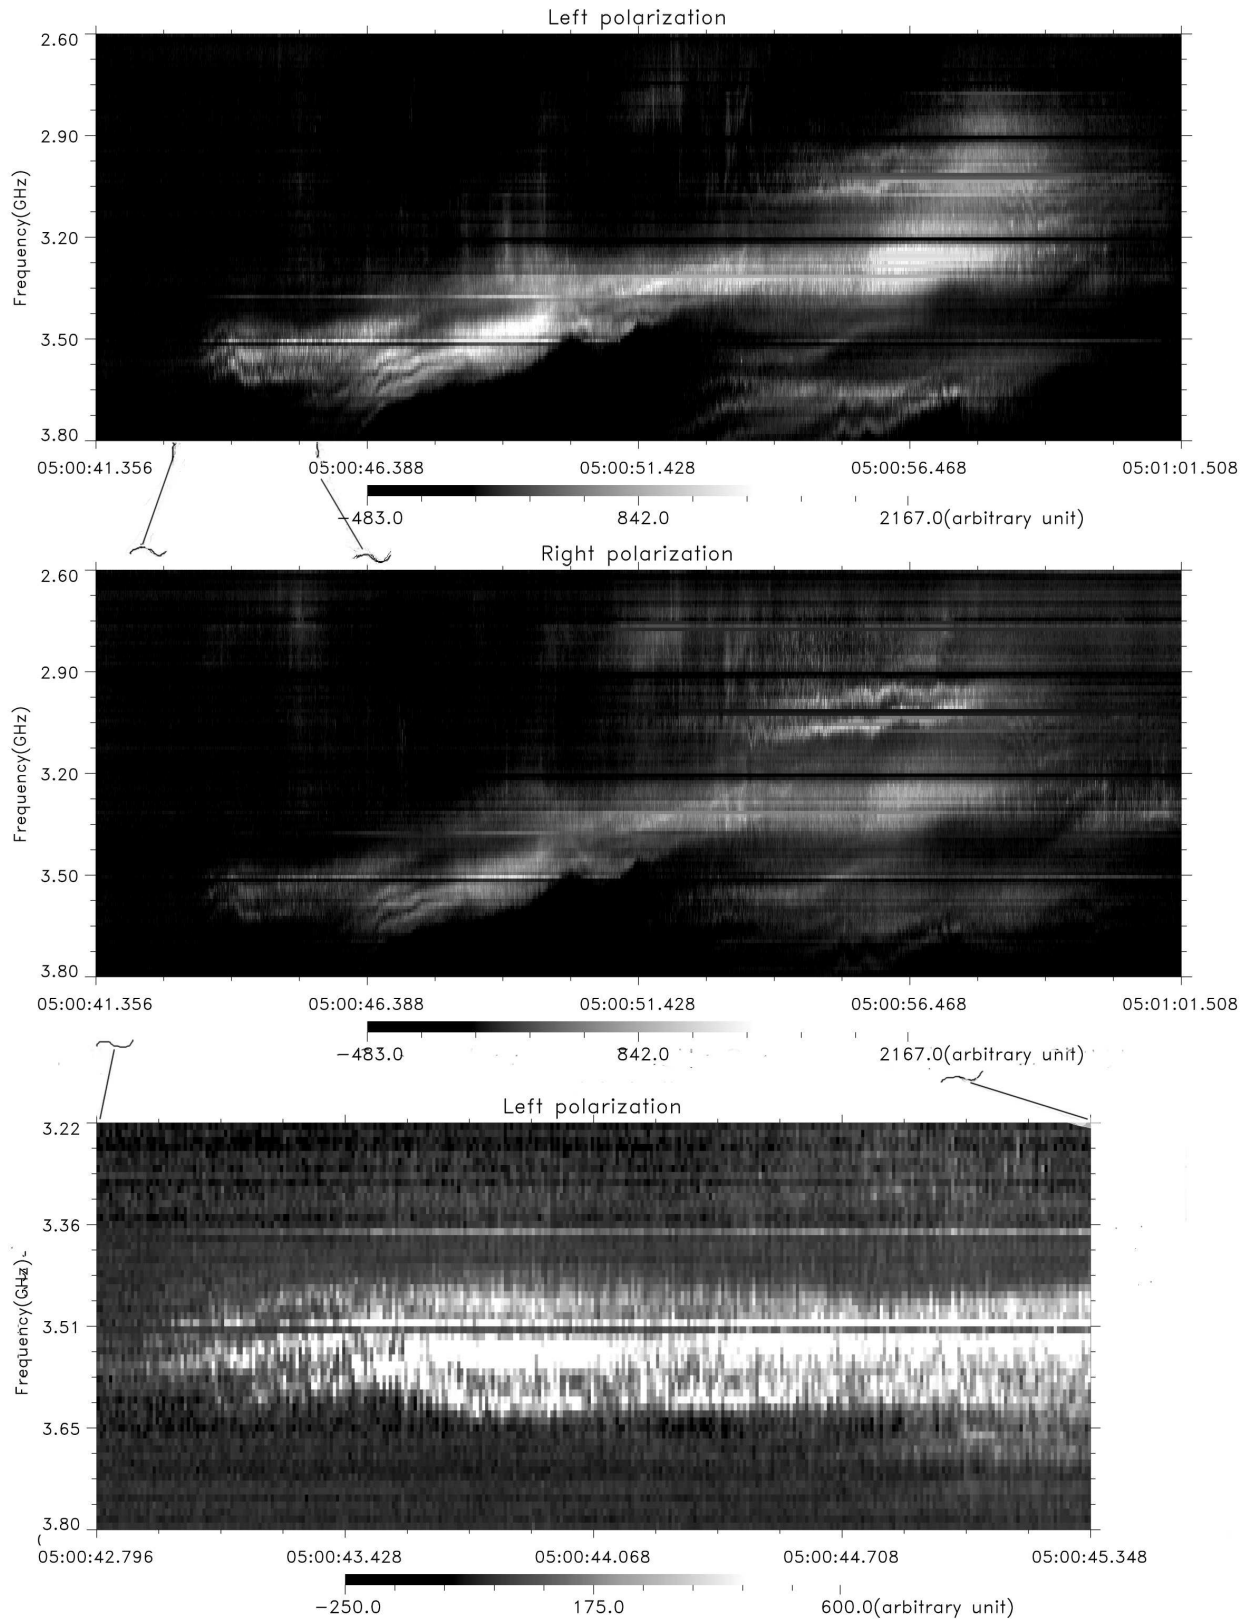 Left polarization
2.60
2.90
3.20
3.50
3.80
Frequency(GHz)
05:00:41.356 05:00:46.388 05:00:51.428 05:00:56.468 05:01:01.508
-483.0 842.0 2167.0(arbitrary unit)
Right polarization
2.60
2.90
3.20
3.50
3.80
Frequency(GHz)
05:00:41.356 05:00:46.388 05:00:51.428 05:00:56.468 05:01:01.508
-483.0 842.0 2167.0(arbitrary unit)
Left polarization
3.22
3.36
3.51
3.65
3.80
Frequency(GHz)
05:00:42.796 05:00:43.428 05:00:44.068 05:00:44.708 05:00:45.348
-250.0 175.0 600.0(arbitrary unit)